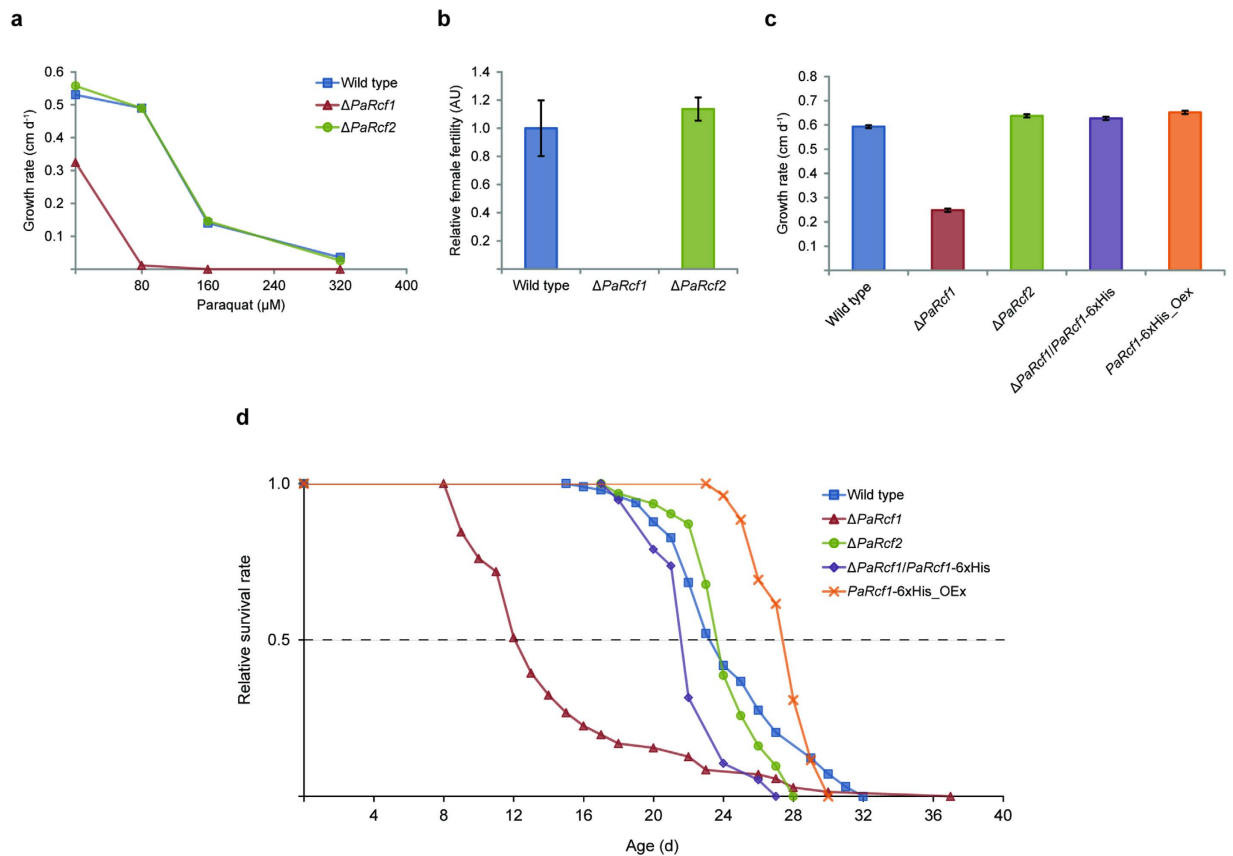 a
Growth rate (cm d⁻¹)
0.6
0.5
0.4
0.3
0.2
0.1
80
160
240
320
400
Paraquat (µM)
Wild type
ΔPaRcf1
ΔPaRcf2
b
Relative female fertility (AU)
1.4
1.2
1.0
0.8
0.6
0.4
0.2
Wild type
ΔPaRcf1
ΔPaRcf2
c
Growth rate (cm d⁻¹)
0.8
0.7
0.6
0.5
0.4
0.3
0.2
0.1
Wild type
ΔPaRcf1
ΔPaRcf2
ΔPaRcf1/PaRcf1-6xHis
PaRcf1-6xHis_Oex
d
Relative survival rate
1.0
0.5
4
8
12
16
20
24
28
32
36
40
Age (d)
Wild type
ΔPaRcf1
ΔPaRcf2
ΔPaRcf1/PaRcf1-6xHis
PaRcf1-6xHis_OEx